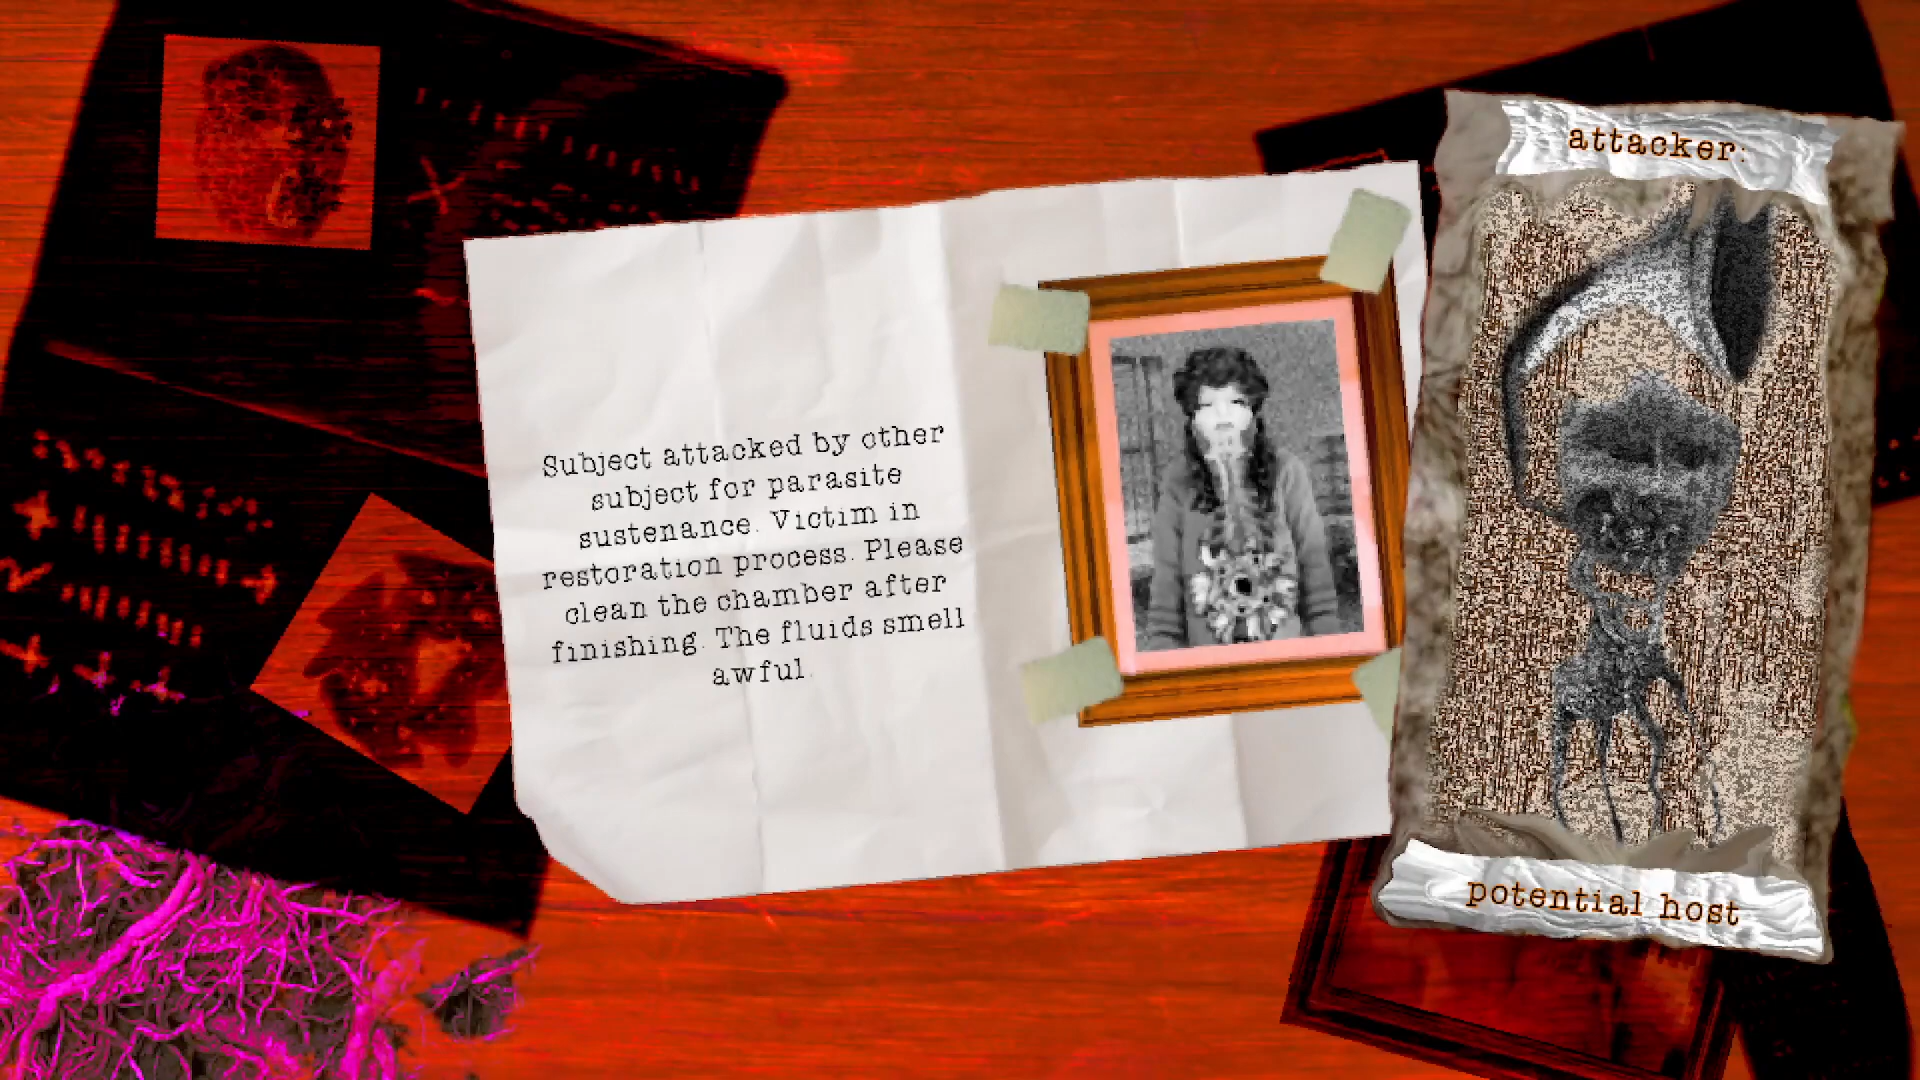 attacker:
Subject attacked by other
subject for parasite
sustenance. Victim in
restoration process. Please
clean the chamber after
finishing. The fluids smell
awful.
potential host